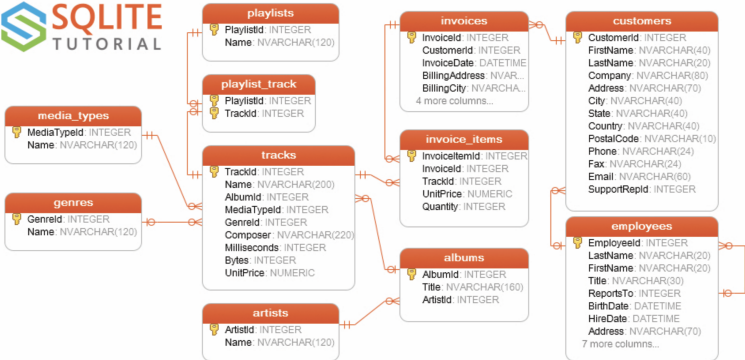 SQLITE
TUTORIAL
playlists
PlaylistId: INTEGER
Name: NVARCHAR(120)
playlist_track
PlaylistId: INTEGER
TrackId: INTEGER
media_types
MediaTypeId: INTEGER
Name: NVARCHAR(120)
genres
GenreId: INTEGER
Name: NVARCHAR(120)
tracks
TrackId: INTEGER
Name: NVARCHAR(200)
AlbumId: INTEGER
MediaTypeId: INTEGER
GenreId: INTEGER
Composer: NVARCHAR(220)
Milliseconds: INTEGER
Bytes: INTEGER
UnitPrice: NUMERIC
artists
ArtistId: INTEGER
Name: NVARCHAR(120)
invoices
InvoiceId: INTEGER
CustomerId: INTEGER
InvoiceDate: DATETIME
BillingAddress: NVAR...
BillingCity: NVARCHA...
4 more columns...
invoice_items
InvoiceItemId: INTEGER
InvoiceId: INTEGER
TrackId: INTEGER
UnitPrice: NUMERIC
Quantity: INTEGER
albums
AlbumId: INTEGER
Title: NVARCHAR(160)
ArtistId: INTEGER
customers
CustomerId: INTEGER
FirstName: NVARCHAR(40)
LastName: NVARCHAR(20)
Company: NVARCHAR(80)
Address: NVARCHAR(70)
City: NVARCHAR(40)
State: NVARCHAR(40)
Country: NVARCHAR(40)
PostalCode: NVARCHAR(10)
Phone: NVARCHAR(24)
Fax: NVARCHAR(24)
Email: NVARCHAR(60)
SupportRepId: INTEGER
employees
EmployeeId: INTEGER
LastName: NVARCHAR(20)
FirstName: NVARCHAR(20)
Title: NVARCHAR(30)
ReportsTo: INTEGER
BirthDate: DATETIME
HireDate: DATETIME
Address: NVARCHAR(70)
7 more columns...